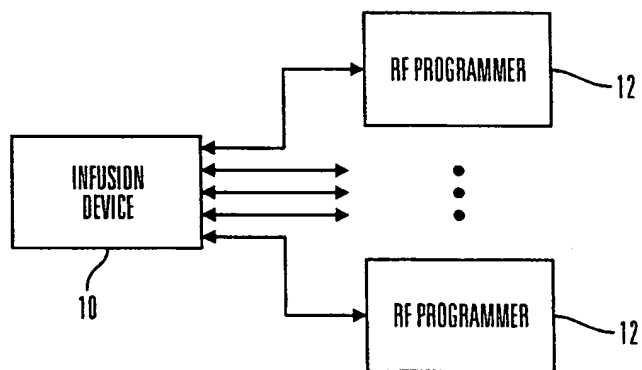 RF PROGRAMMER
12
INFUSION
DEVICE
10
RF PROGRAMMER
12